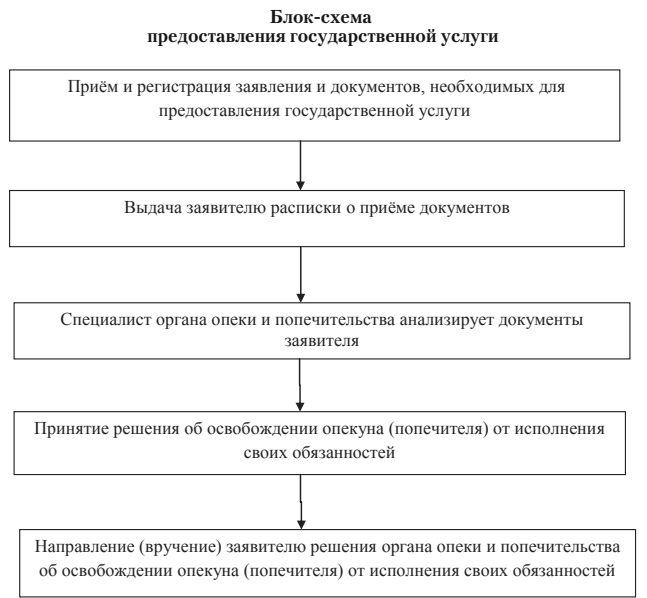 Блок-схема
предоставления государственной услуги
Приём и регистрация заявления и документов, необходимых для
предоставления государственной услуги
Выдача заявителю расписки о приёме документов
Специалист органа опеки и попечительства анализирует документы
заявителя
Принятие решения об освобождении опекуна (попечителя) от исполнения
своих обязанностей
Направление (вручение) заявителю решения органа опеки и попечительства
об освобождении опекуна (попечителя) от исполнения своих обязанностей